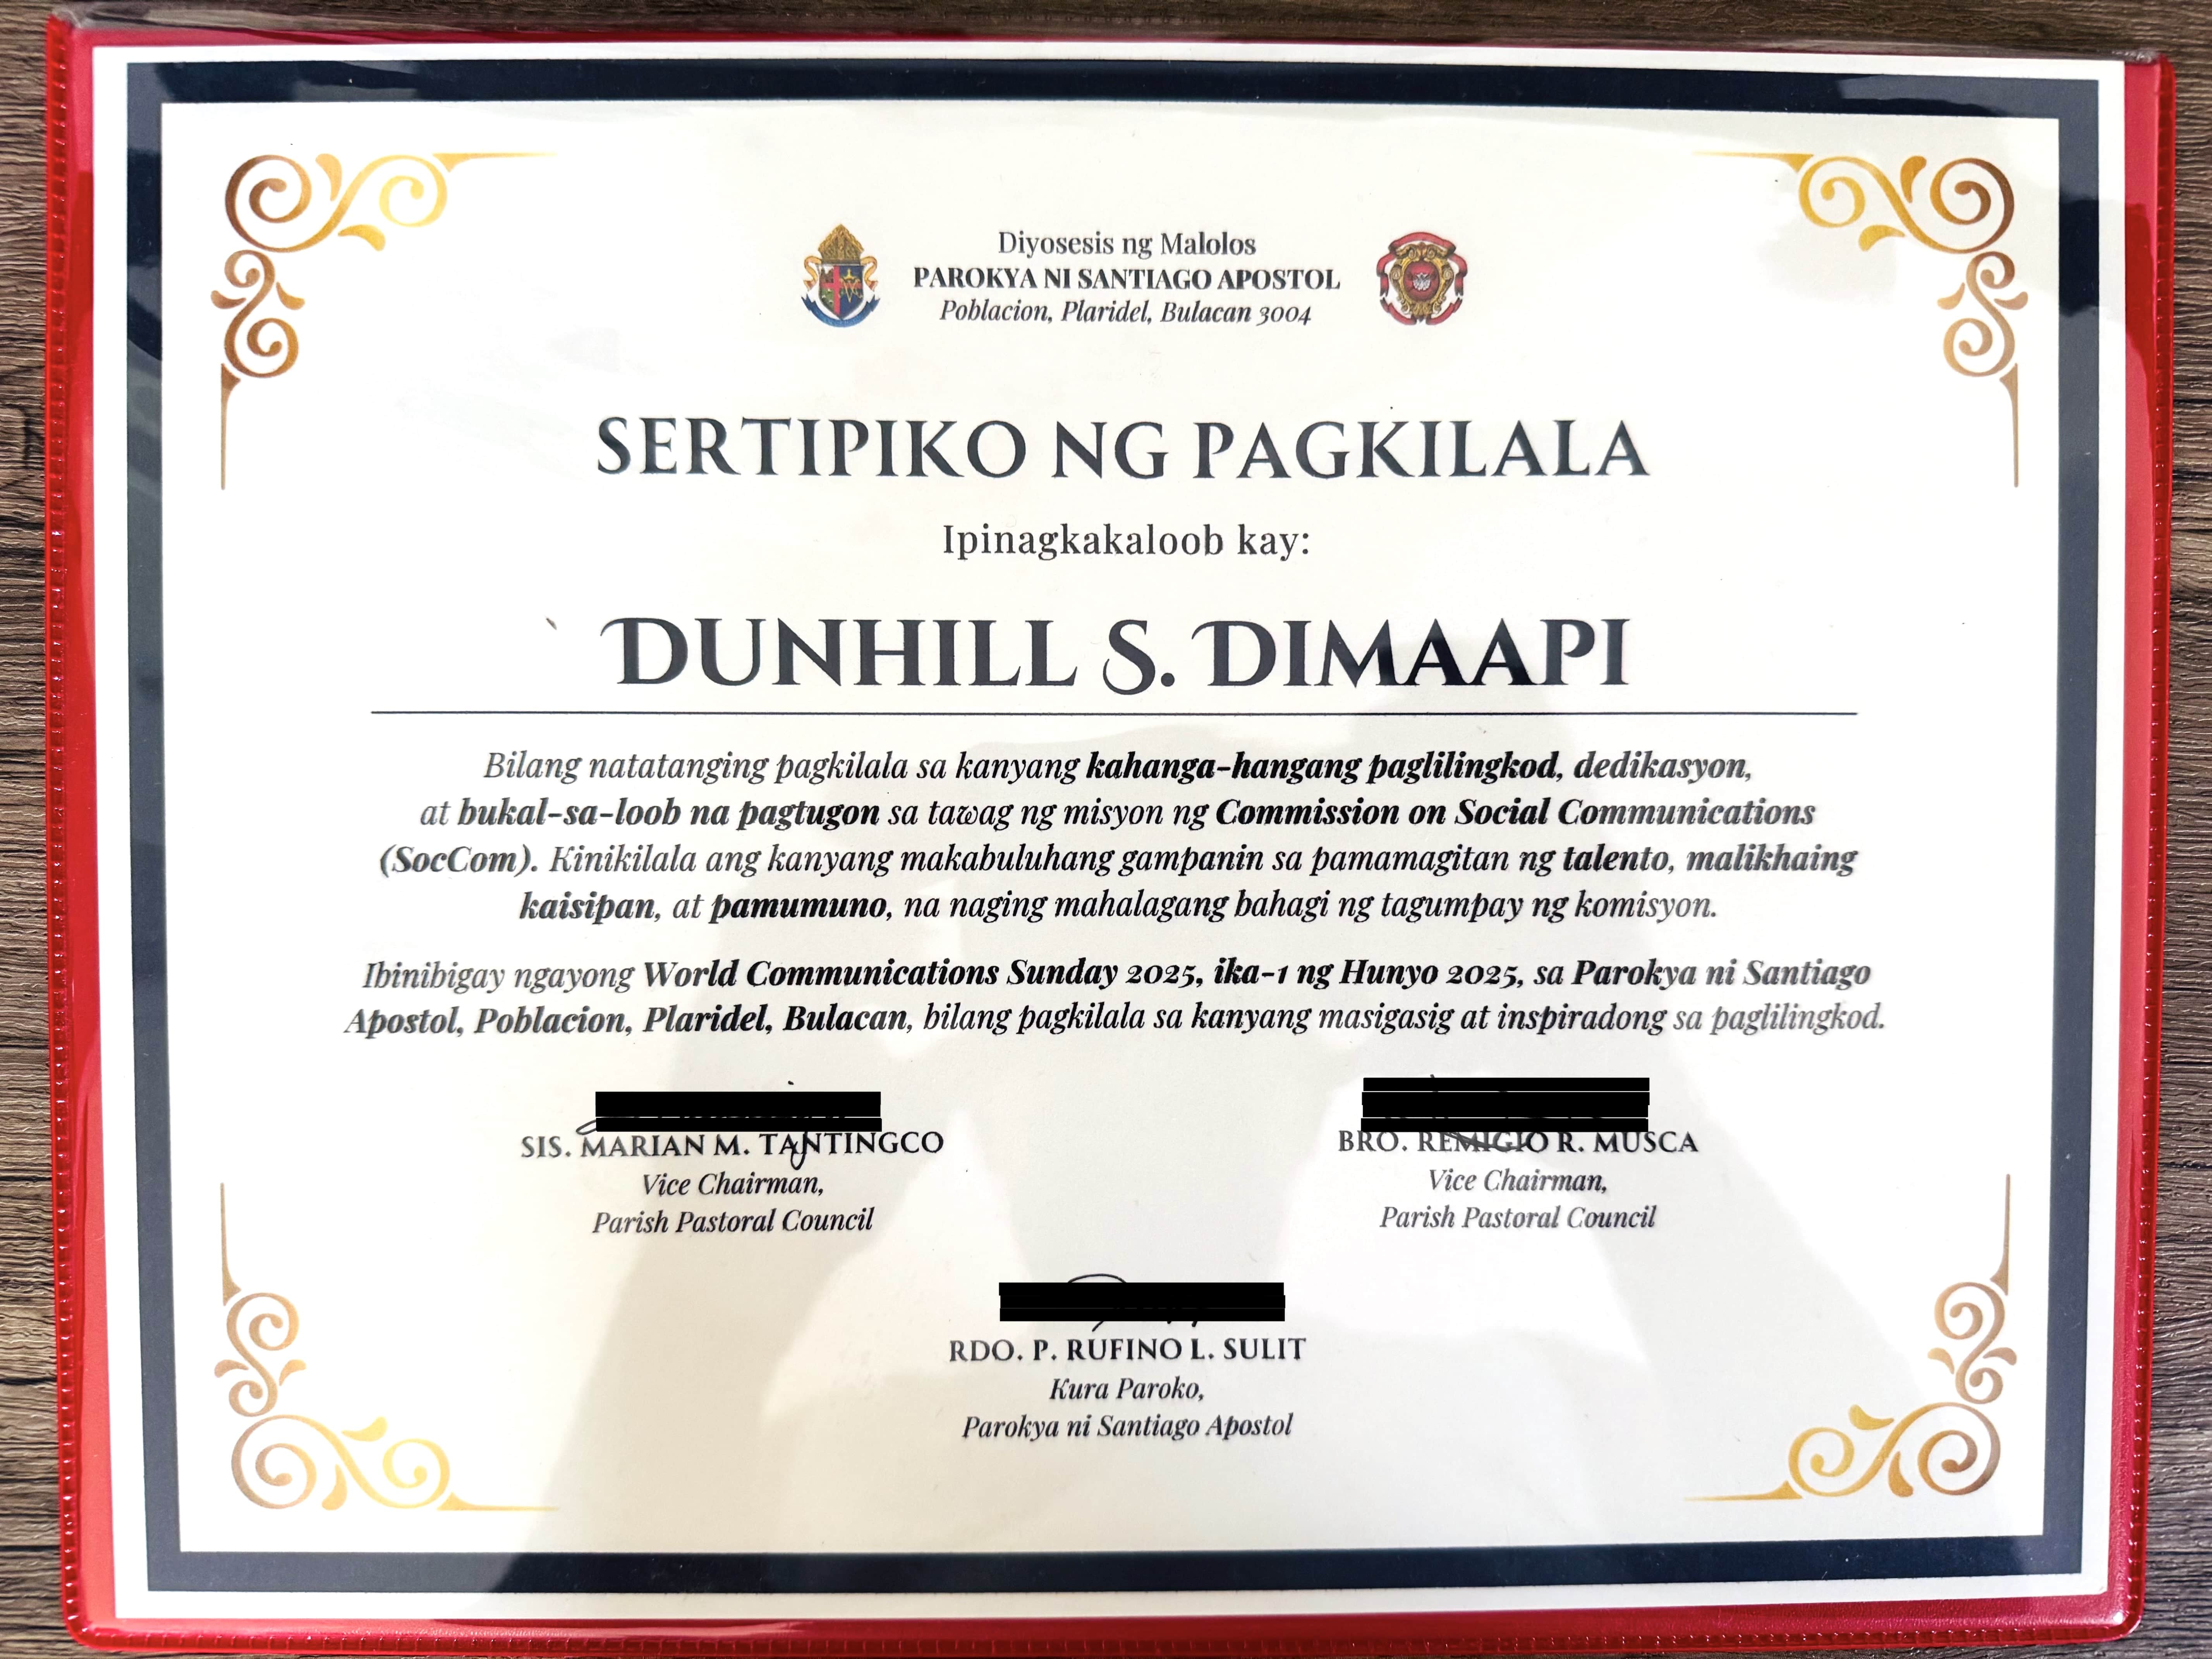 Diyosesis ng Malolos
PAROKYA NI SANTIAGO APOSTOL
Poblacion, Plaridel, Bulacan 3004
SERTIPIKO NG PAGKILALA
Ipinagkakaloob kay:
DUNHILL S. DIMAAPI
Bilang natatanging pagkilala sa kanyang kahanga-hangang paglilingkod, dedikasyon,
at bukal-sa-loob na pagtugon sa tawag ng misyon ng Commission on Social Communications
(SocCom). Kinikilala ang kanyang makabuluhang gampanin sa pamamagitan ng talento, malikhaing
kaisipan, at pamumuno, na naging mahalagang bahagi ng tagumpay ng komisyon.
Ibinibigay ngayong World Communications Sunday 2025, ika-1 ng Hunyo 2025, sa Parokya ni Santiago
Apostol, Poblacion, Plaridel, Bulacan, bilang pagkilala sa kanyang masigasig at inspiradong sa paglilingkod.
SIS. MARIAN M. TANTINGCO
Vice Chairman,
Parish Pastoral Council
BRO. REMIGIO R. MUSCA
Vice Chairman,
Parish Pastoral Council
RDO. P. RUFINO L. SULIT
Kura Paroko,
Parokya ni Santiago Apostol